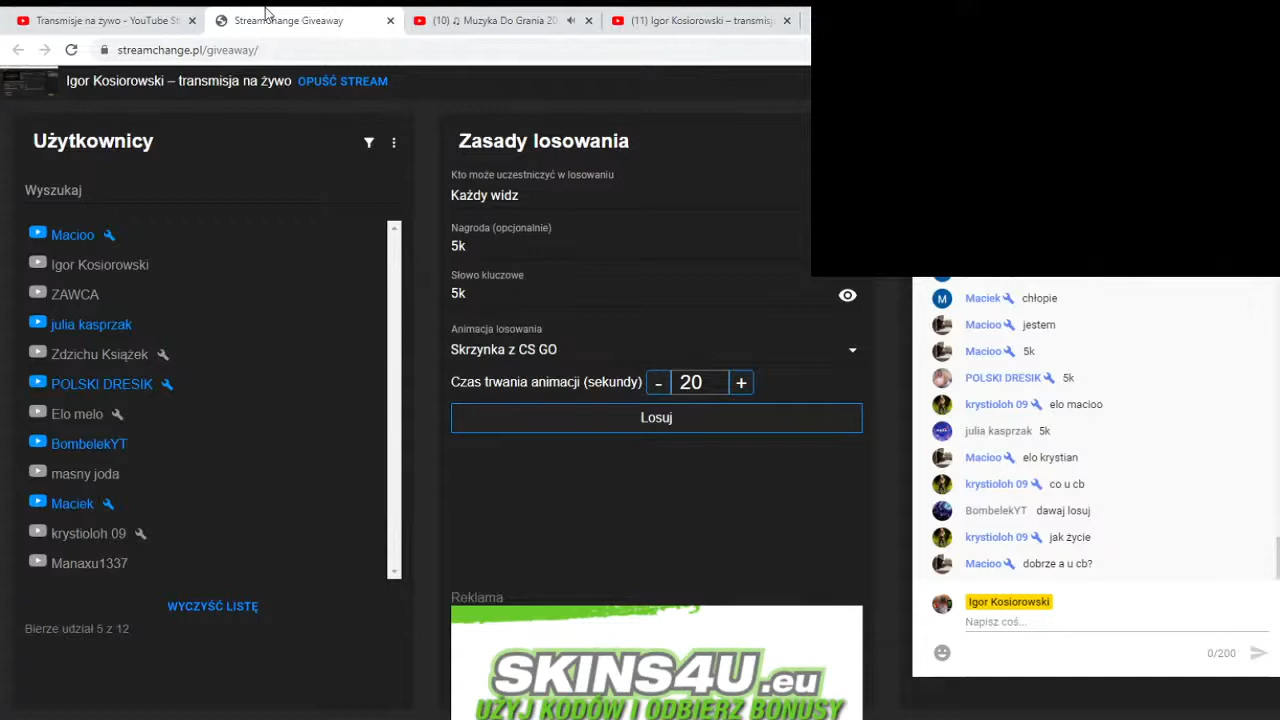 Transmisje na żywo - YouTube St
Streamchange Giveaway
(10) ♫ Muzyka Do Grania 20
(11) Igor Kosiorowski – transmisj
streamchange.pl/giveaway/
Igor Kosiorowski – transmisja na żywo OPUŚĆ STREAM
Użytkownicy
Wyszukaj
Macioo
Igor Kosiorowski
ZAWCA
julia kasprzak
Zdzichu Książek
POLSKI DRESIK
Elo melo
BombelekYT
masny joda
Maciek
krystioloh 09
Manaxu1337
WYCZYŚĆ LISTĘ
Bierze udział 5 z 12
Zasady losowania
Kto może uczestniczyć w losowaniu
Każdy widz
Nagroda (opcjonalnie)
5k
Słowo kluczowe
5k
Animacja losowania
Skrzynka z CS GO
Czas trwania animacji (sekundy) - 20 +
Losuj
Reklama
SKINS4U.eu
UŻYJ KODÓW I ODBIERZ BONUSY
M Maciek chłopie
Macioo jestem
Macioo 5k
POLSKI DRESIK 5k
krystioloh 09 elo macioo
julia kasprzak 5k
Macioo elo krystian
krystioloh 09 co u cb
BombelekYT dawaj losuj
krystioloh 09 jak życie
Macioo dobrze a u cb?
Igor Kosiorowski
Napisz coś...
0/200